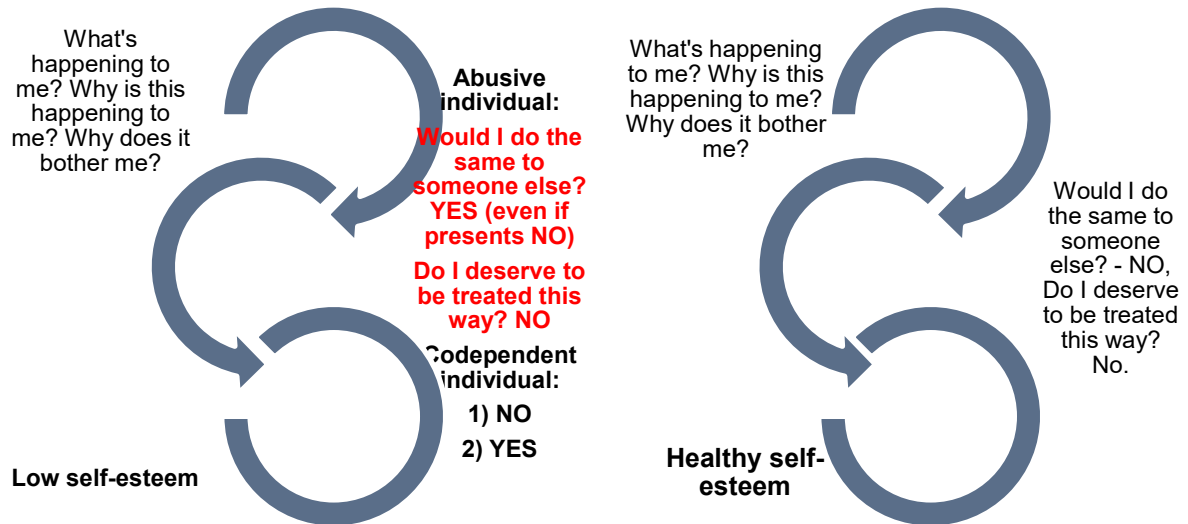 What's
happening to
me? Why is this
happening to
me? Why does it
bother me?
Abusive
individual:
Would I do the
same to
someone else?
YES (even if
presents NO)
Do I deserve to
be treated this
way? NO
Codependent
individual:
1) NO
2) YES
Low self-esteem
What's happening
to me? Why is this
happening to me?
Why does it bother
me?
Would I do
the same to
someone
else? - NO,
Do I deserve
to be treated
this way?
No.
Healthy self-
esteem